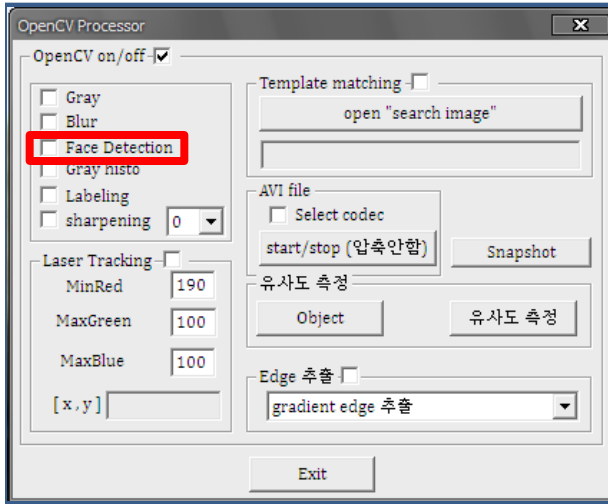 OpenCV Processor
OpenCV on/off
Gray
Blur
Face Detection
Gray histo
Labeling
sharpening 0
Laser Tracking
MinRed 190
MaxGreen 100
MaxBlue 100
[x,y]
Template matching
open "search image"
AVI file
Select codec
start/stop (압축안함)
Snapshot
유사도 측정
Object
유사도 측정
Edge 추출
gradient edge 추출
Exit